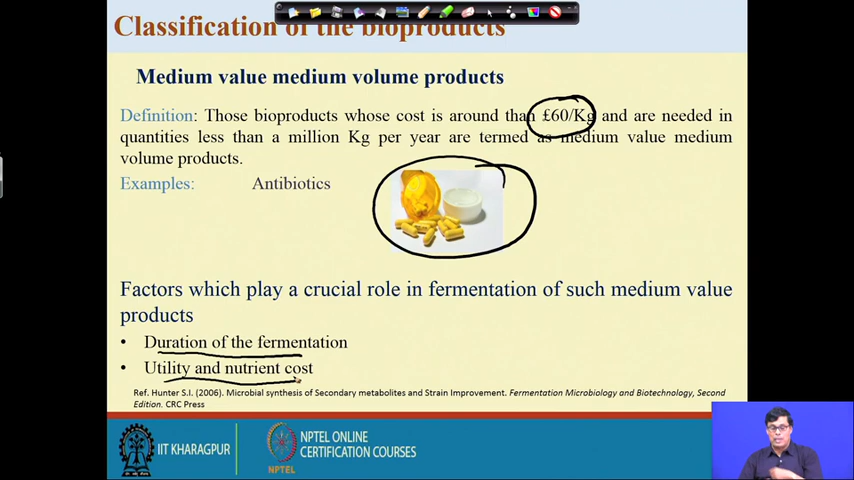 Classification of the bioproducts
Medium value medium volume products
Definition: Those bioproducts whose cost is around than £60/Kg and are needed in
quantities less than a million Kg per year are termed as medium value medium
volume products.
Examples: Antibiotics
Factors which play a crucial role in fermentation of such medium value
products
• Duration of the fermentation
• Utility and nutrient cost
Ref. Hunter S.I. (2006). Microbial synthesis of Secondary metabolites and Strain Improvement. Fermentation Microbiology and Biotechnology, Second
Edition. CRC Press
IIT KHARAGPUR
NPTEL
NPTEL ONLINE
CERTIFICATION COURSES